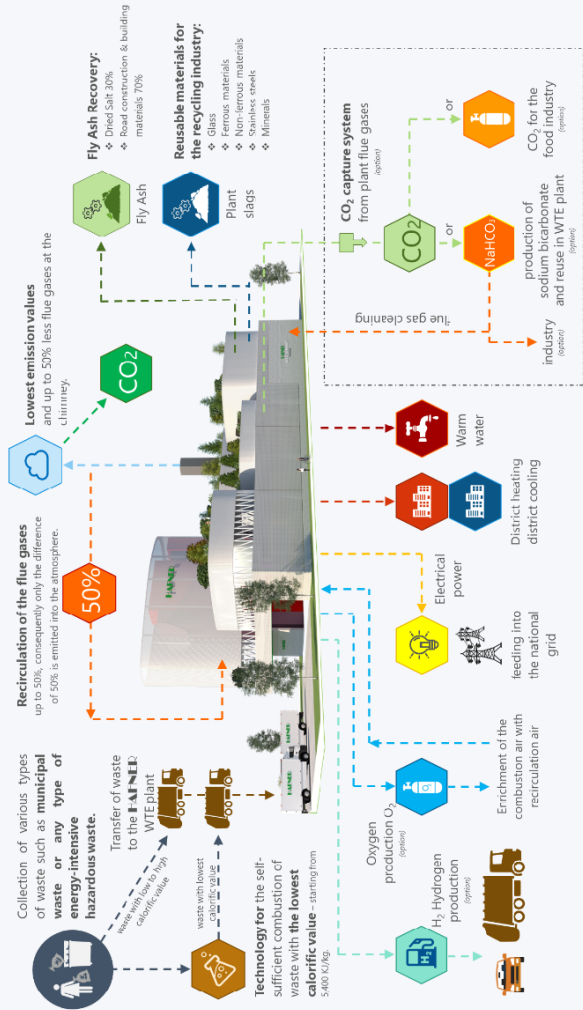 Collection of various types
of waste such as municipal
waste or any type of
energy-intensive
hazardous waste.
waste with low to high
calorific value
Transfer of waste
to the HAFNER
WTE plant
waste with lowest
calorific value
Technology for the self-
sufficient combustion of
waste with the lowest
calorific value – starting from
5.400 KJ/kg.
Recirculation of the flue gases
up to 50%, consequently only the difference
of 50% is emitted into the atmosphere.
50%
Lowest emission values
and up to 50% less flue gases at the
chimney.
CO2
Fly Ash
Fly Ash Recovery:
❖ Dried Salt 30%
❖ Road construction & building
materials 70%
Plant
slags
Reusable materials for
the recycling industry:
❖ Glass
❖ Ferrous materials
❖ Non-ferrous materials
❖ Stainless steels
❖ Minerals
HAFNER
HAFNER
H2
H2 Hydrogen
production
(option)
O2
Oxygen
production O2
(option)
Errichment of the
combustion air with
recirculation air
Electrical
power
feeding into
the national
grid
District heating
district cooling
Warm
water
CO2 capture system
from plant flue gases
(option)
CO2
or
or
CO2 for the
food industry
(option)
NaHCO3
production of
sodium bicarbonate
and reuse in WTE plant
(option)
flue gas cleaning
industry
(option)